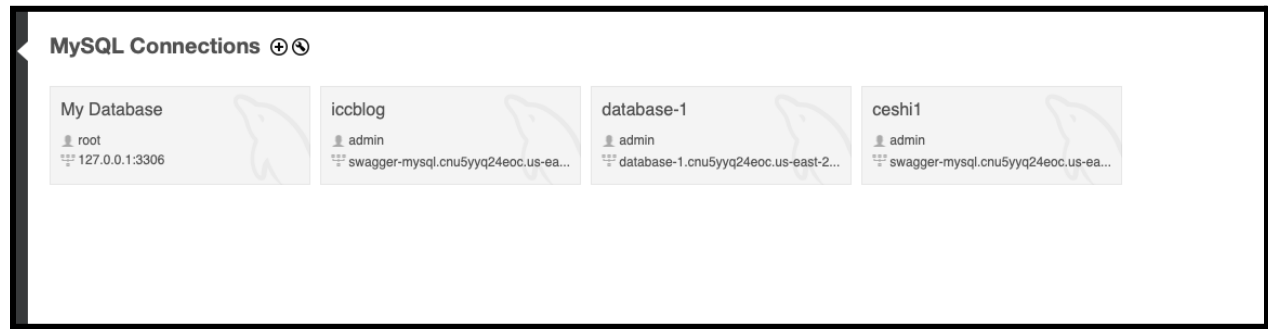 MySQL Connections
My Database
root
127.0.0.1:3306
iccblog
admin
swagger-mysql.cnu5yyq24eoc.us-ea...
database-1
admin
database-1.cnu5yyq24eoc.us-east-2...
ceshi1
admin
swagger-mysql.cnu5yyq24eoc.us-ea...